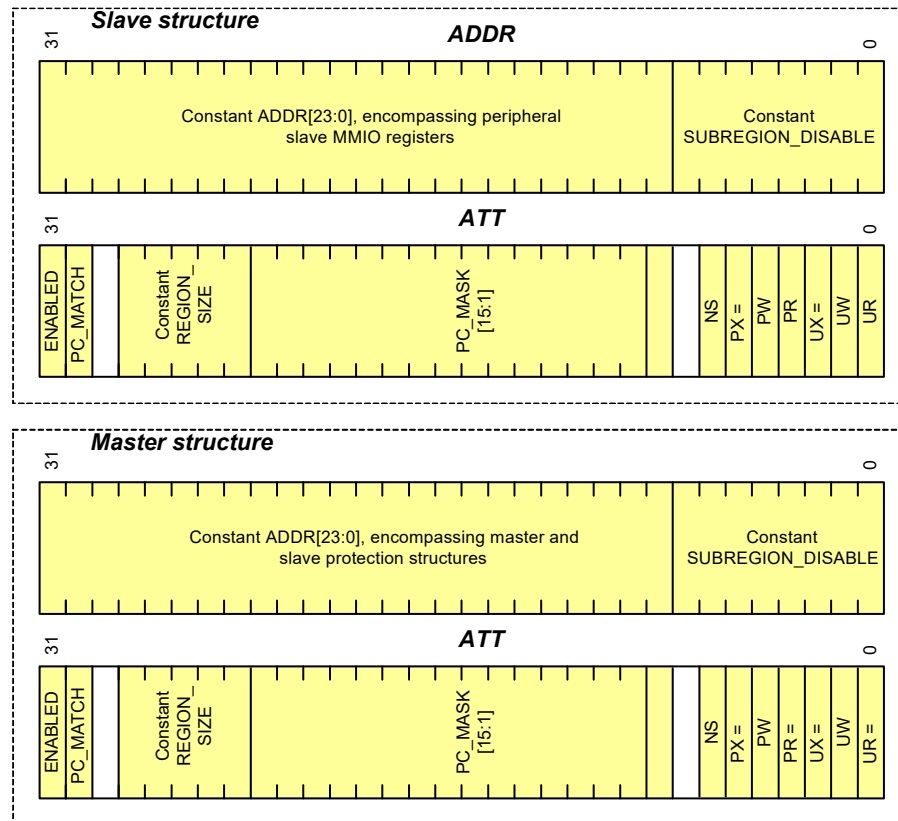 Slave structure
31
ADDR
0
Constant ADDR[23:0], encompassing peripheral
slave MMIO registers
Constant
SUBREGION_DISABLE
31
ATT
0
ENABLED
PC_MATCH
Constant
REGION_
SIZE
PC_MASK
[15:1]
NS
PX =
PW
PR
UX =
UW
UR
Master structure
31
0
Constant ADDR[23:0], encompassing master and
slave protection structures
Constant
SUBREGION_DISABLE
31
ATT
0
ENABLED
PC_MATCH
Constant
REGION_
SIZE
PC_MASK
[15:1]
NS
PX =
PW
PR =
UX =
UW
UR =